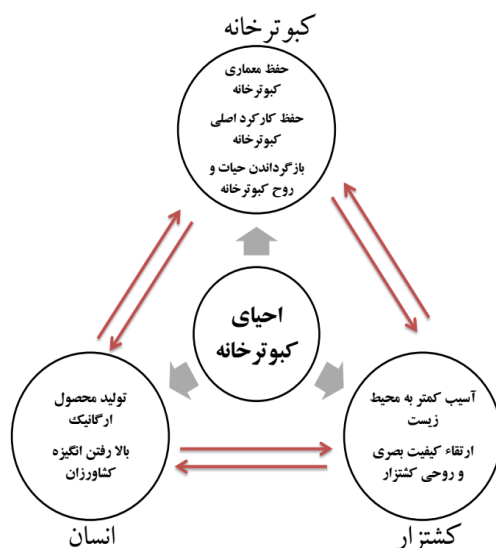 کبوترخانه
حفظ معماری
کبوترخانه
حفظ کارکرد اصلی
کبوترخانه
بازگرداندن حیات و
روح کبوترخانه
احیای
کبوترخانه
آسیب کمتر به محیط
زیست
ارتقاء کیفیت بصری
و روحی کشتزار
کشتزار
تولید محصول
ارگانیک
بالا رفتن انگیزه
کشاورزان
انسان